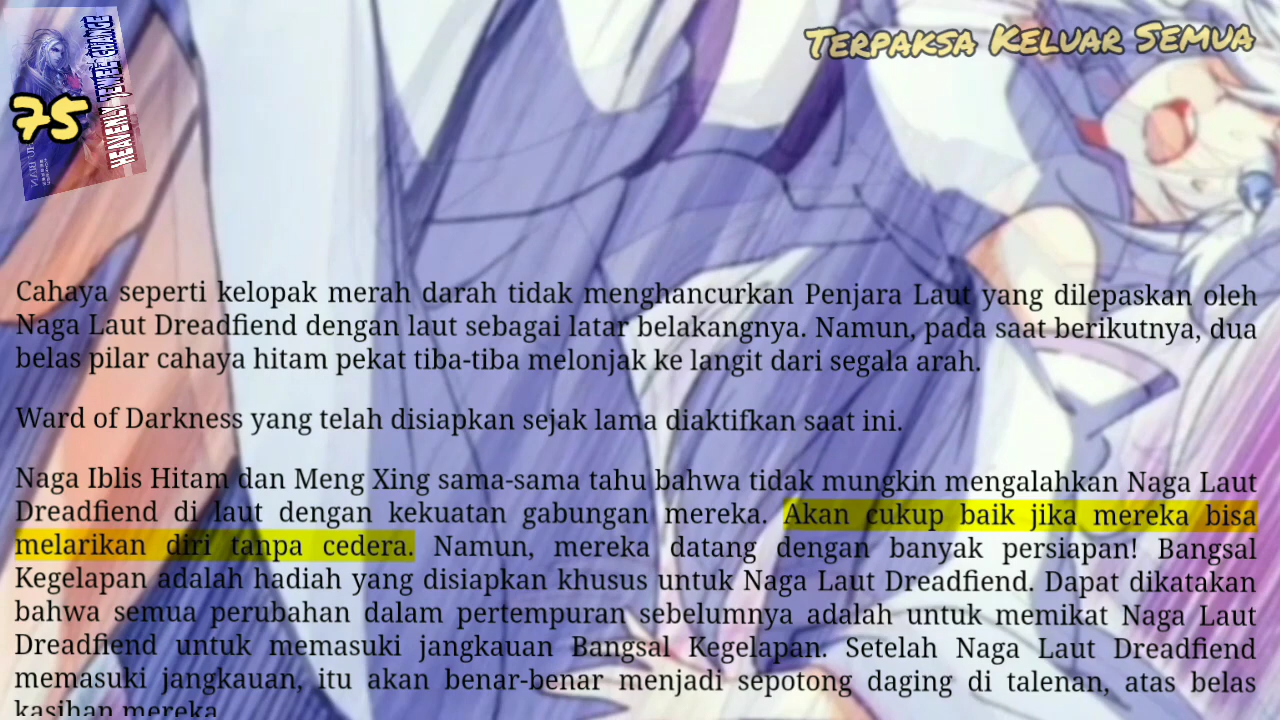 Terpaksa Keluar Semua
75
HEAVENLY JEWEL CHANGE
Cahaya seperti kelopak merah darah tidak menghancurkan Penjara Laut yang dilepaskan oleh
Naga Laut Dreadfiend dengan laut sebagai latar belakangnya. Namun, pada saat berikutnya, dua
belas pilar cahaya hitam pekat tiba-tiba melonjak ke langit dari segala arah.
Ward of Darkness yang telah disiapkan sejak lama diaktifkan saat ini.
Naga Iblis Hitam dan Meng Xing sama-sama tahu bahwa tidak mungkin mengalahkan Naga Laut
Dreadfiend di laut dengan kekuatan gabungan mereka. Akan cukup baik jika mereka bisa
melarikan diri tanpa cedera. Namun, mereka datang dengan banyak persiapan! Bangsal
Kegelapan adalah hadiah yang disiapkan khusus untuk Naga Laut Dreadfiend. Dapat dikatakan
bahwa semua perubahan dalam pertempuran sebelumnya adalah untuk memikat Naga Laut
Dreadfiend untuk memasuki jangkauan Bangsal Kegelapan. Setelah Naga Laut Dreadfiend
memasuki jangkauan, itu akan benar-benar menjadi sepotong daging di talenan, atas belas
kasihan mereka